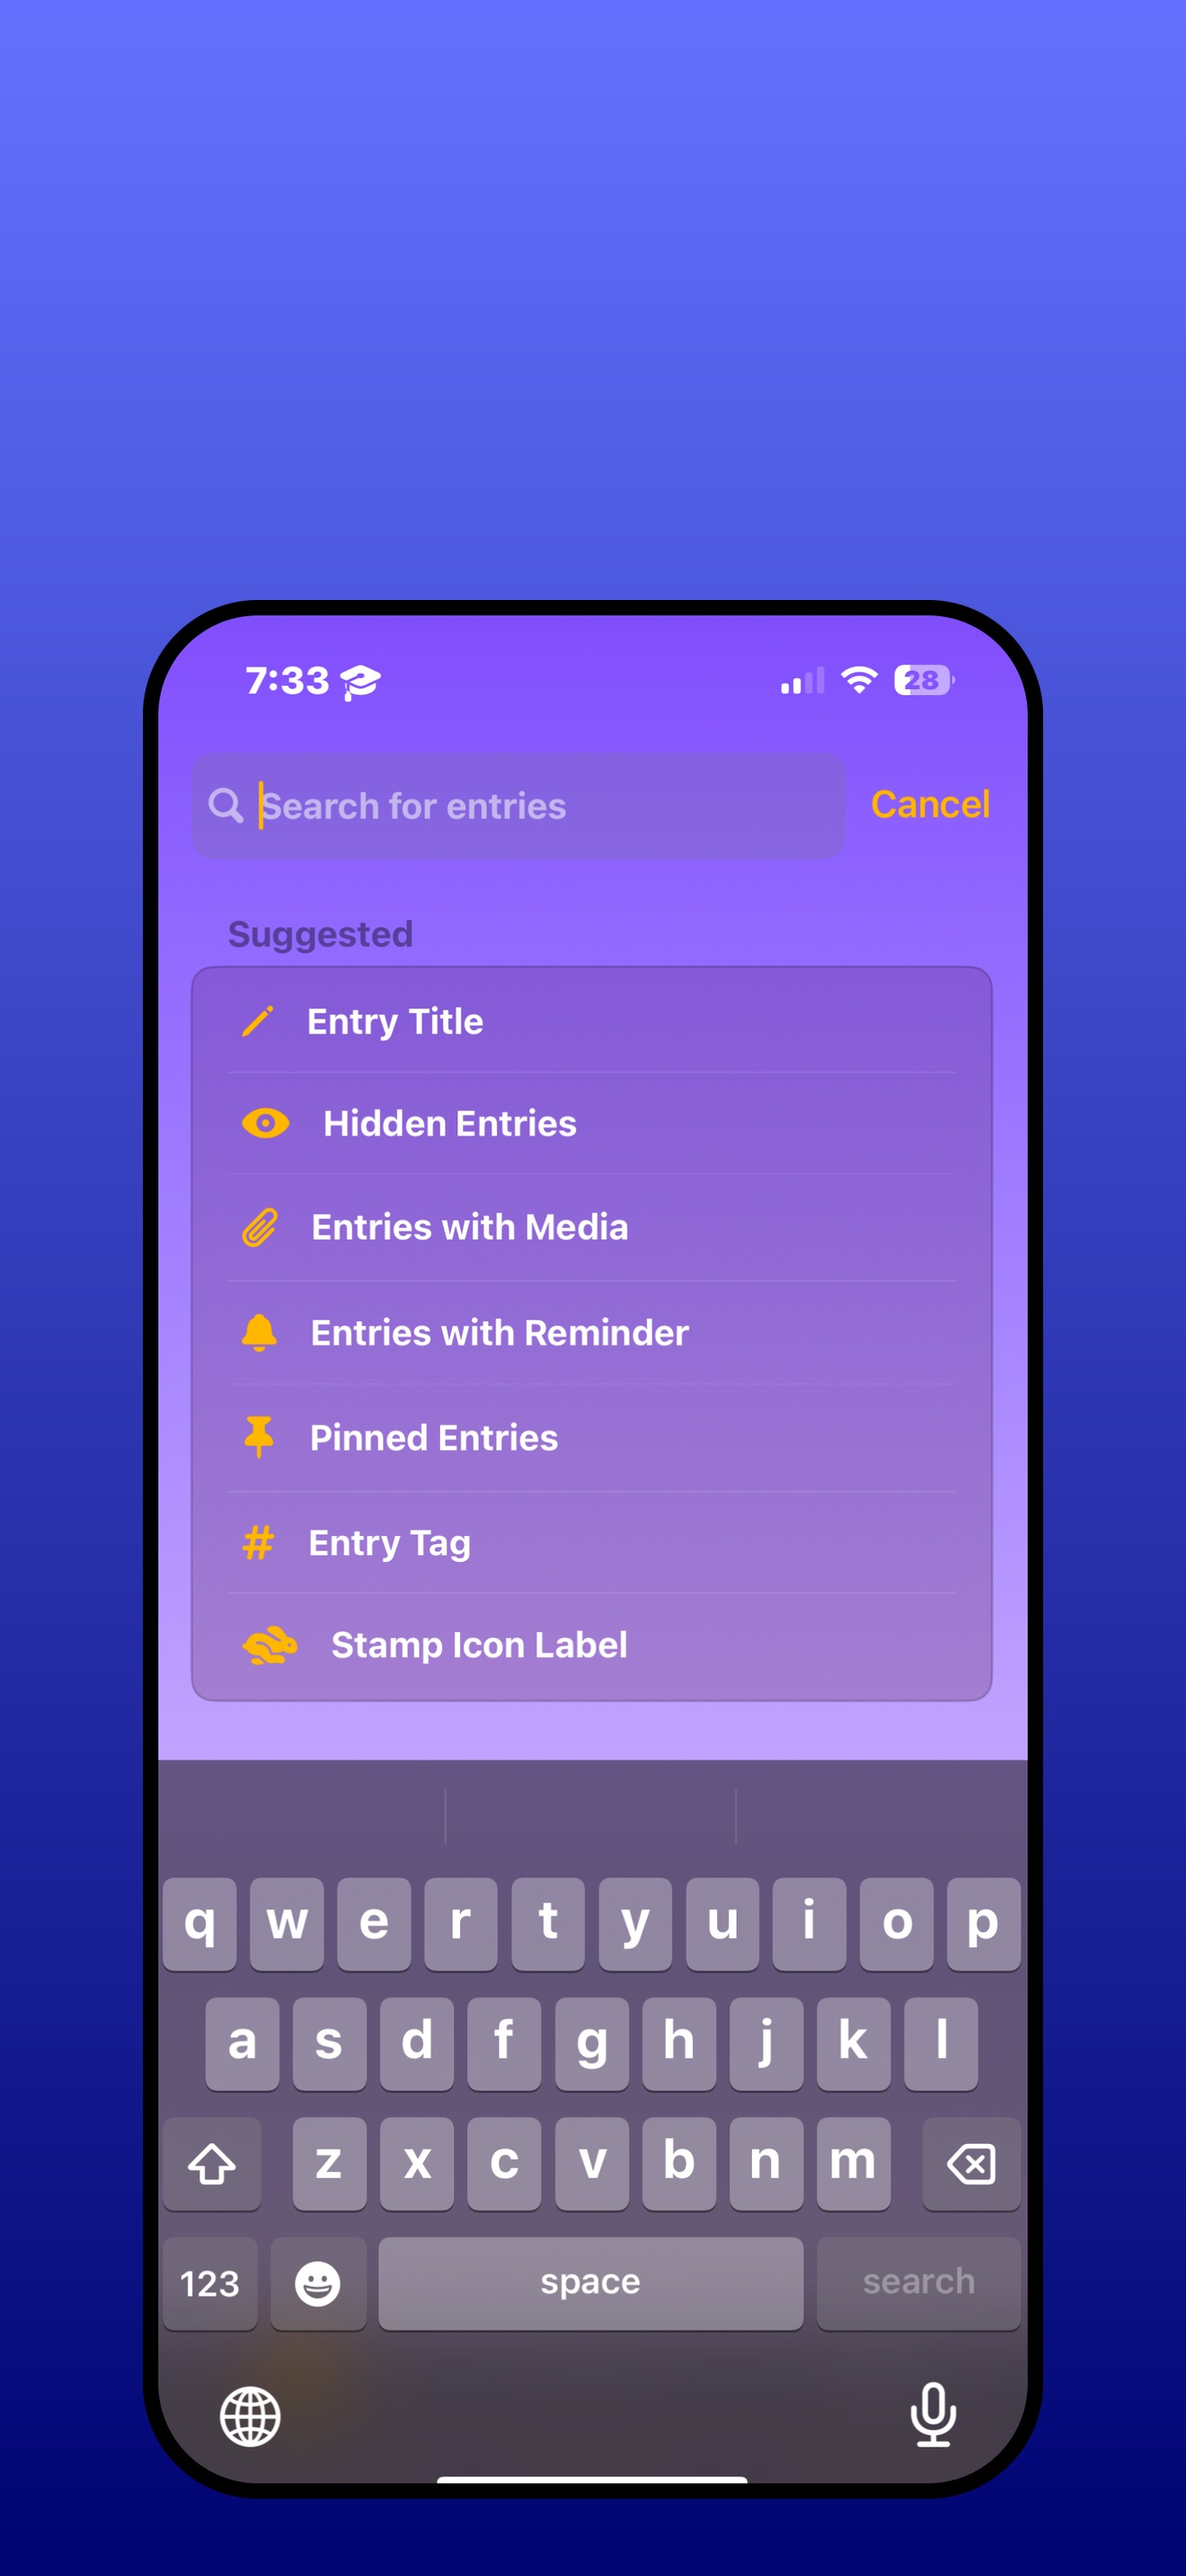 7:33 28
Search for entries Cancel
Suggested
Entry Title
Hidden Entries
Entries with Media
Entries with Reminder
Pinned Entries
# Entry Tag
Stamp Icon Label
q w e r t y u i o p
a s d f g h j k l
z x c v b n m
123 space search